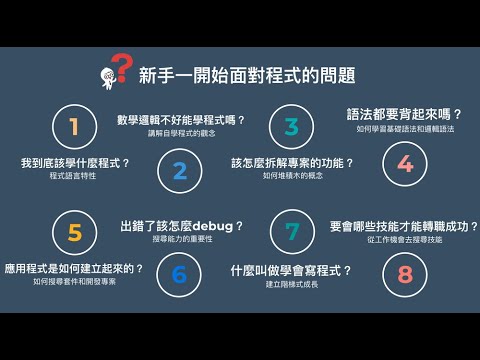 ?
新手一開始面對程式的問題
1
我到底該學什麼程式？
程式語言特性
數學邏輯不好能學程式嗎？
講解自學程式的觀念
2
3
該怎麼拆解專案的功能？
如何堆積木的概念
語法都要背起來嗎？
如何學習基礎語法和邏輯語法
4
5
應用程式是如何建立起來的？
如何搜尋套件和開發專案
出錯了該怎麼debug？
搜尋能力的重要性
6
7
什麼叫做學會寫程式？
建立階梯式成長
要會哪些技能才能轉職成功？
從工作機會去搜尋技能
8